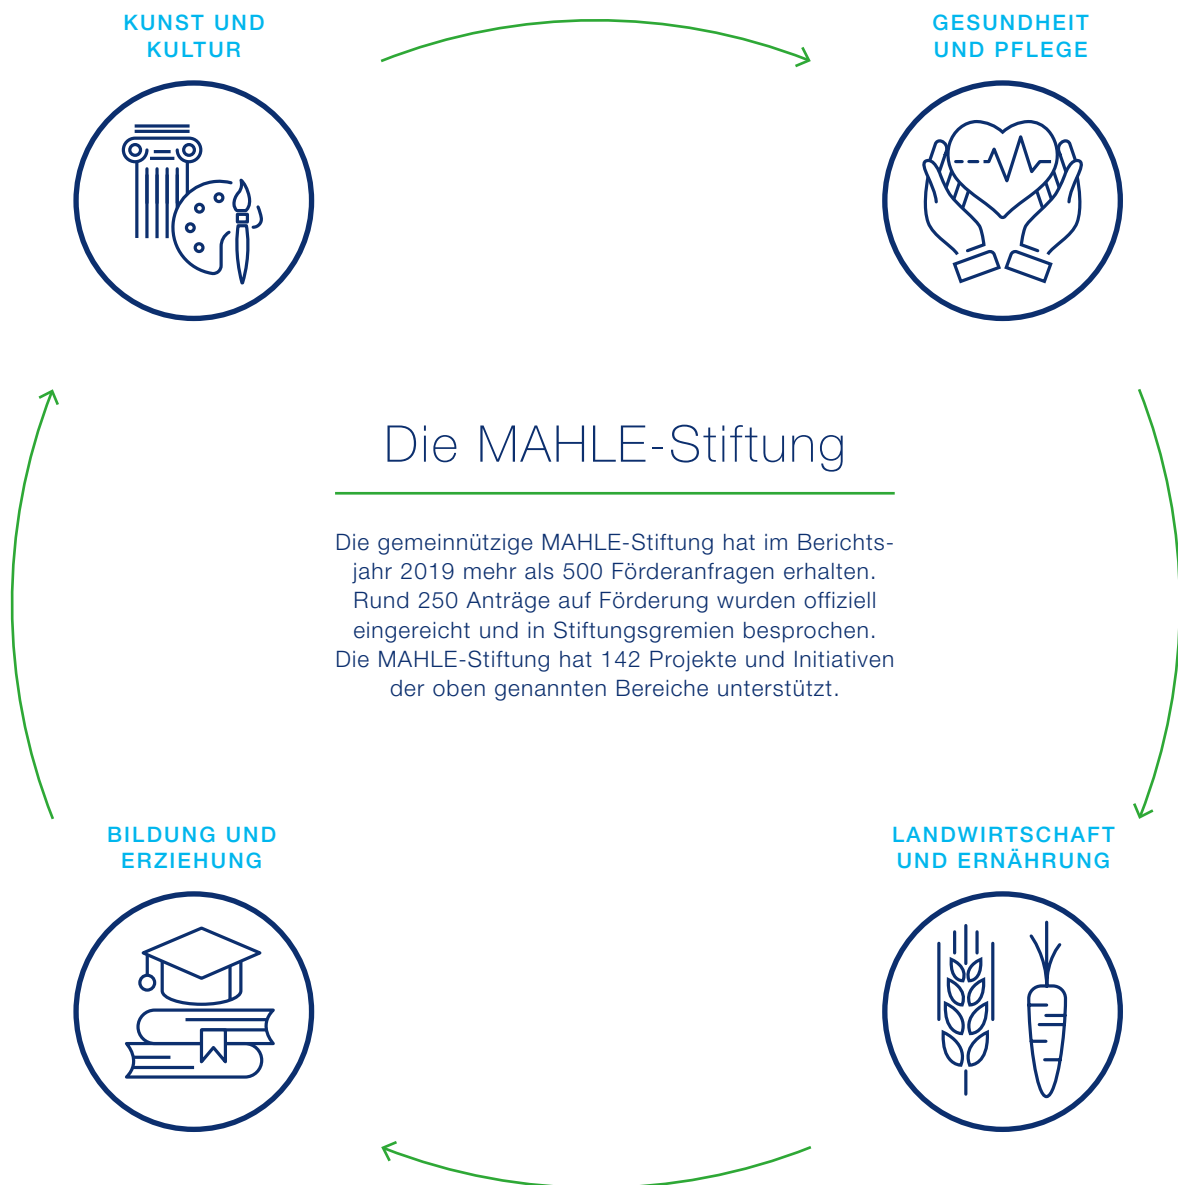 KUNST UND
KULTUR
GESUNDHEIT
UND PFLEGE
Die MAHLE-Stiftung
Die gemeinnützige MAHLE-Stiftung hat im Berichts-
jahr 2019 mehr als 500 Förderanfragen erhalten.
Rund 250 Anträge auf Förderung wurden offiziell
eingereicht und in Stiftungsgremien besprochen.
Die MAHLE-Stiftung hat 142 Projekte und Initiativen
der oben genannten Bereiche unterstützt.
BILDUNG UND
ERZIEHUNG
LANDWIRTSCHAFT
UND ERNÄHRUNG